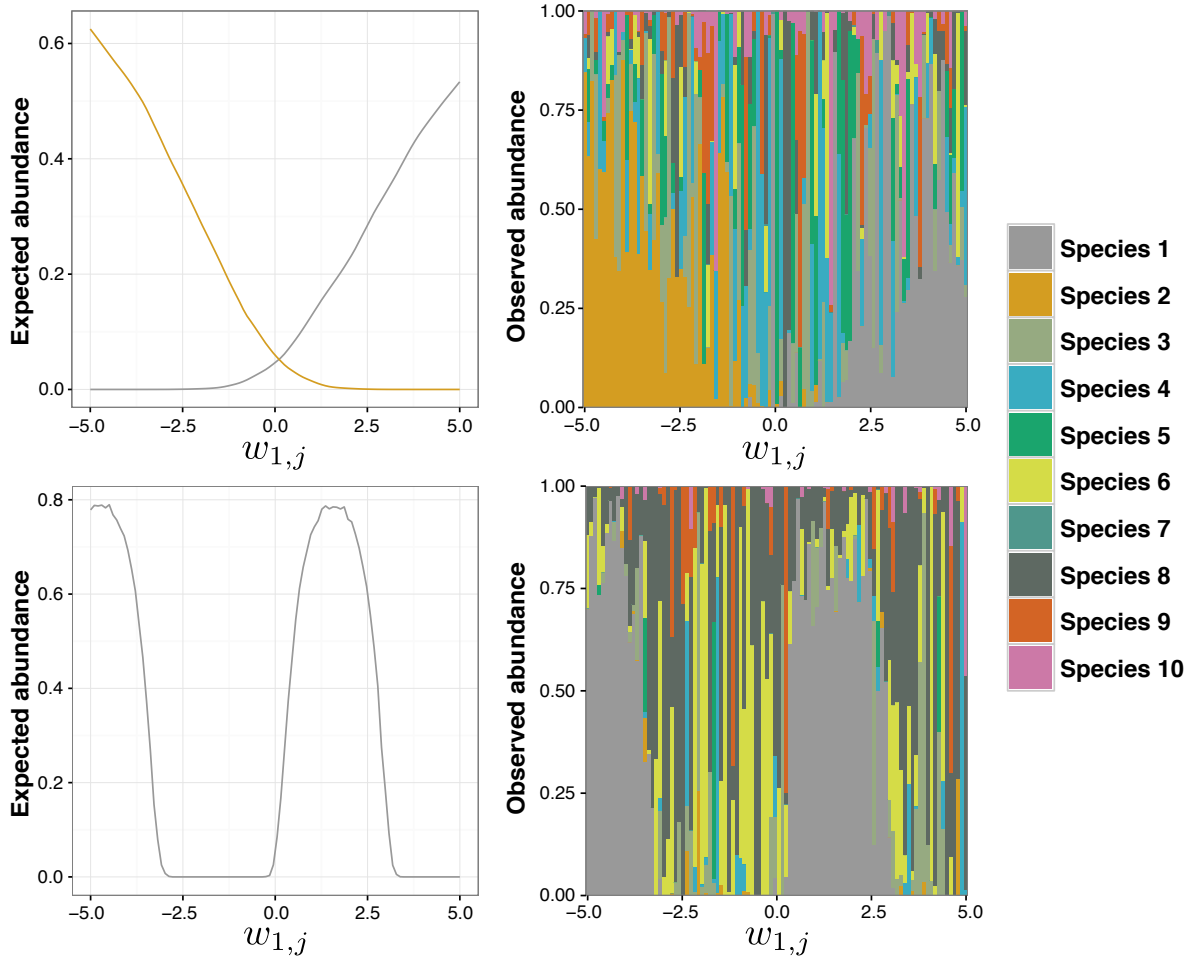 Expected abundance
0.6
0.4
0.2
0.0
−5.0 −2.5 0.0 2.5 5.0
w1,j
Observed abundance
1.00
0.75
0.50
0.25
0.00
−5.0 −2.5 0.0 2.5 5.0
w1,j
Expected abundance
0.8
0.6
0.4
0.2
0.0
−5.0 −2.5 0.0 2.5 5.0
w1,j
Observed abundance
1.00
0.75
0.50
0.25
0.00
−5.0 −2.5 0.0 2.5 5.0
w1,j
Species 1
Species 2
Species 3
Species 4
Species 5
Species 6
Species 7
Species 8
Species 9
Species 10